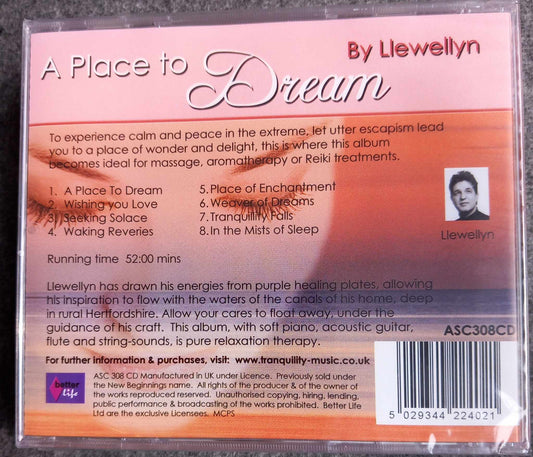 By Llewellyn
A Place to Dream
To experience calm and peace in the extreme, let utter escapism lead
you to a place of wonder and delight, this is where this album
becomes ideal for massage, aromatherapy or Reiki treatments.
1. A Place To Dream
2. Wishing you Love
3. Seeking Solace
4. Waking Reveries
5. Place of Enchantment
6. Weaver of Dreams
7. Tranquility Falls
8. In the Mists of Sleep
Llewellyn
Running time 52:00 mins
Llewellyn has drawn his energies from purple healing plates, allowing
his inspiration to flow with the waters of the canals of his home, deep
in rural Hertfordshire. Allow your cares to float away, under the
guidance of his craft. This album, with soft piano, acoustic guitar,
flute and string-sounds, is pure relaxation therapy.
ASC308CD
For further information & purchases, visit: www.tranquility-music.co.uk
better
life
ASC 308 CD Manufactured in UK under Licence. Previously sold under
the New Beginnings name. All rights of the producer & of the owner of
the works reproduced reserved. Unauthorised copying, hiring, lending,
public performance & broadcasting of the works prohibited. Better Life
Ltd are the exclusive Licensees. MCPS
5 029344 224021